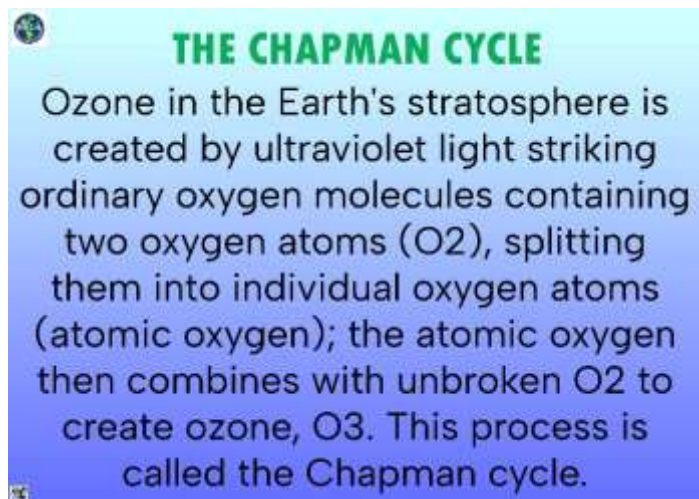 THE CHAPMAN CYCLE
Ozone in the Earth's stratosphere is
created by ultraviolet light striking
ordinary oxygen molecules containing
two oxygen atoms (O2), splitting
them into individual oxygen atoms
(atomic oxygen); the atomic oxygen
then combines with unbroken O2 to
create ozone, O3. This process is
called the Chapman cycle.